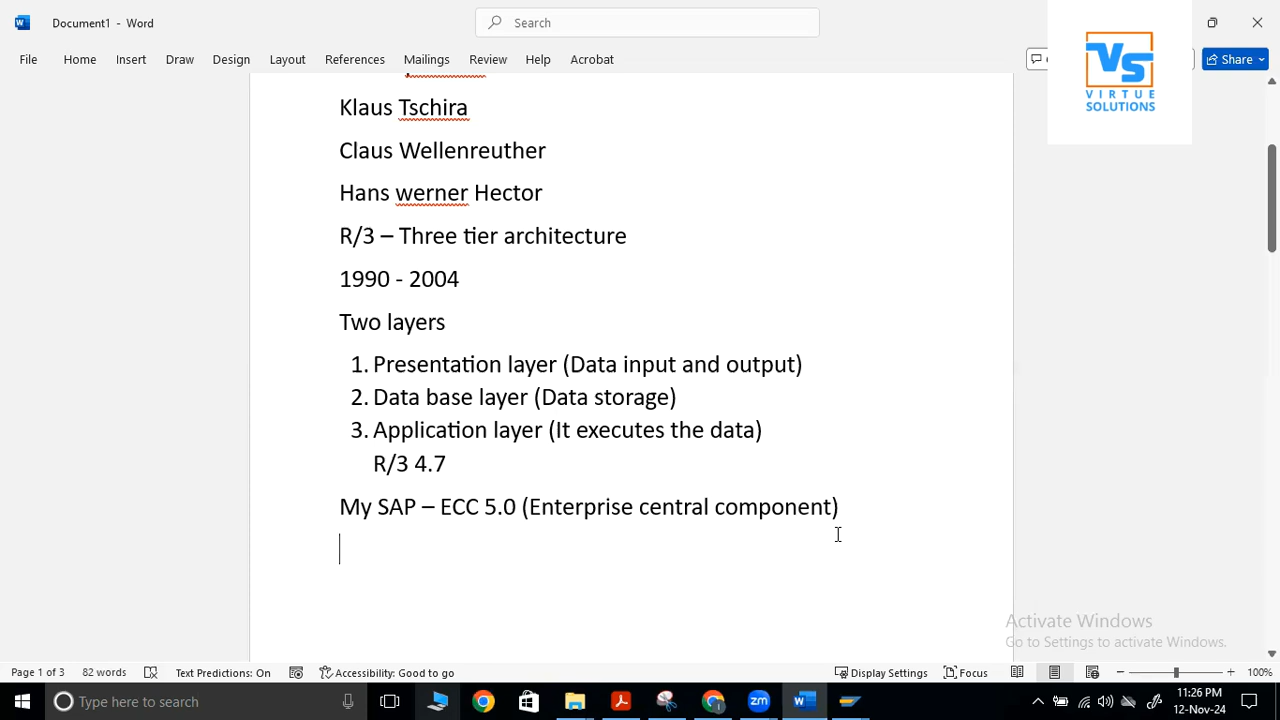 Document1 - Word
Search
VS
VIRTUE
SOLUTIONS
File Home Insert Draw Design Layout References Mailings Review Help Acrobat
Share
Klaus Tschira
Claus Wellenreuther
Hans werner Hector
R/3 – Three tier architecture
1990 - 2004
Two layers
1. Presentation layer (Data input and output)
2. Data base layer (Data storage)
3. Application layer (It executes the data)
R/3 4.7
My SAP – ECC 5.0 (Enterprise central component)
Activate Windows
Go to Settings to activate Windows.
Page 1 of 3 82 words Text Predictions: On Accessibility: Good to go Display Settings Focus 100%
Type here to search
zm
11:26 PM
12-Nov-24